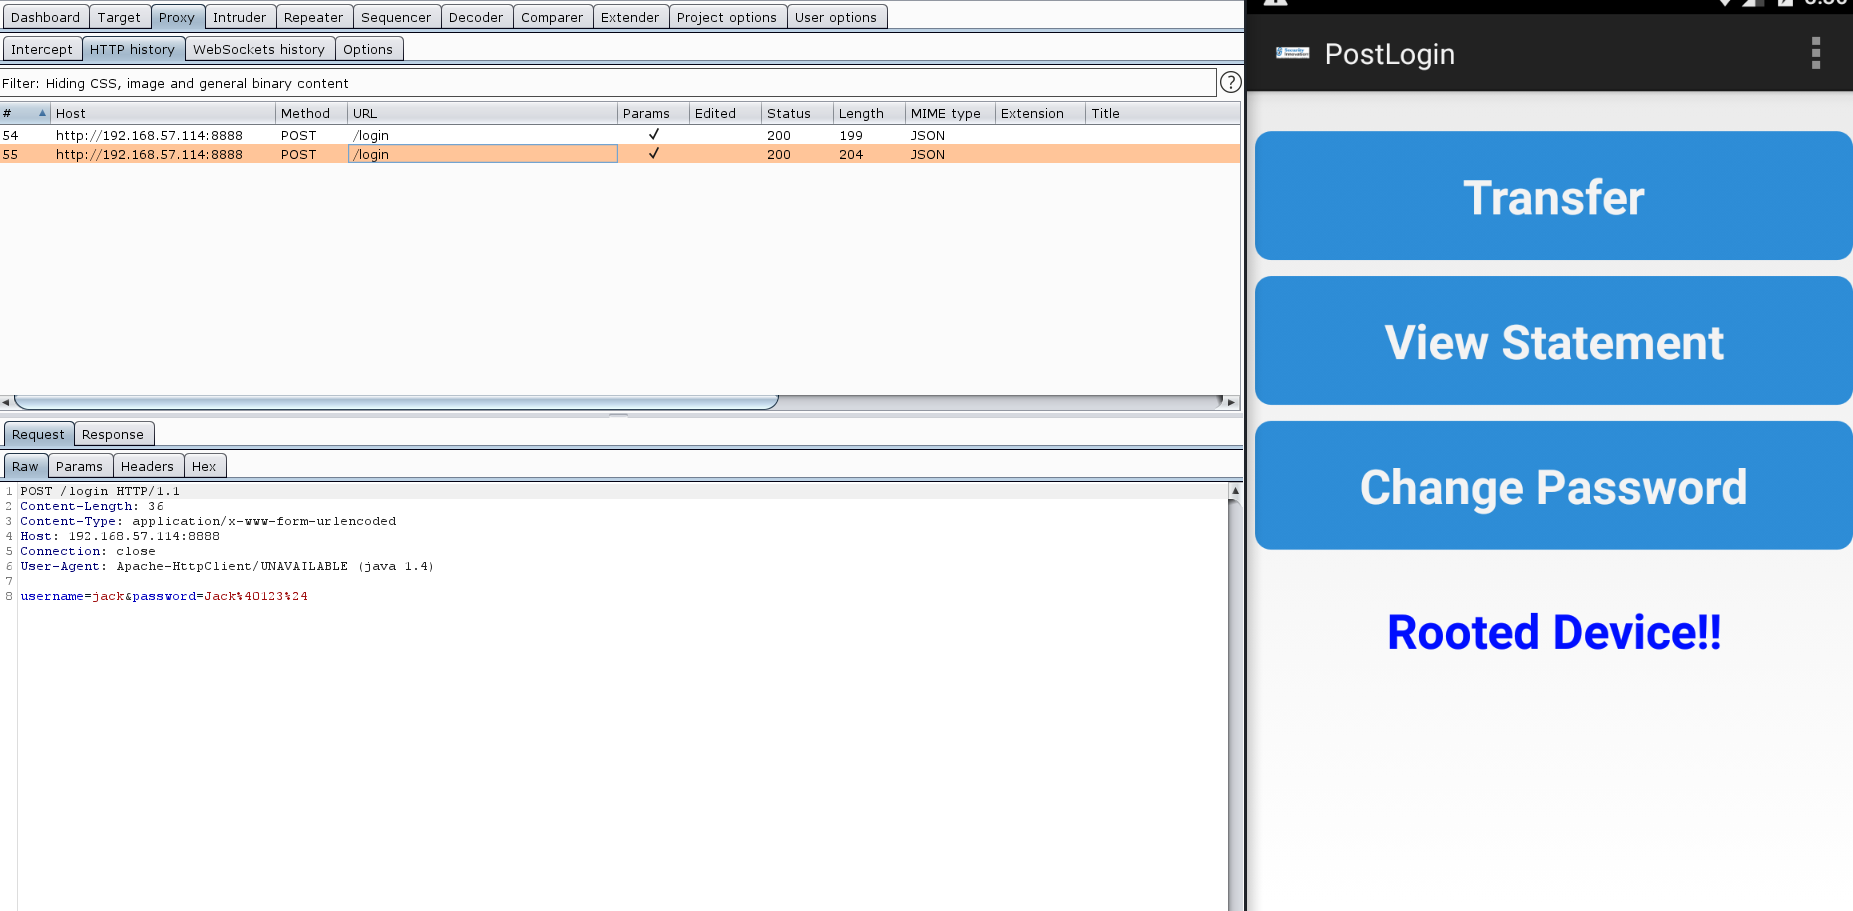 Dashboard Target Proxy Intruder Repeater Sequencer Decoder Comparer Extender Project options User options
Intercept HTTP history WebSockets history Options
Filter: Hiding CSS, image and general binary content ?
# Host Method URL Params Edited Status Length MIME type Extension Title
54 http://192.168.57.114:8888 POST /login ✓ 200 199 JSON
55 http://192.168.57.114:8888 POST /login ✓ 200 204 JSON
Request Response
Raw Params Headers Hex
1 POST /login HTTP/1.1
2 Content-Length: 36
3 Content-Type: application/x-www-form-urlencoded
4 Host: 192.168.57.114:8888
5 Connection: close
6 User-Agent: Apache-HttpClient/UNAVAILABLE (java 1.4)
7
8 username=jack&password=Jack%40123%24
PostLogin
Transfer
View Statement
Change Password
Rooted Device!!